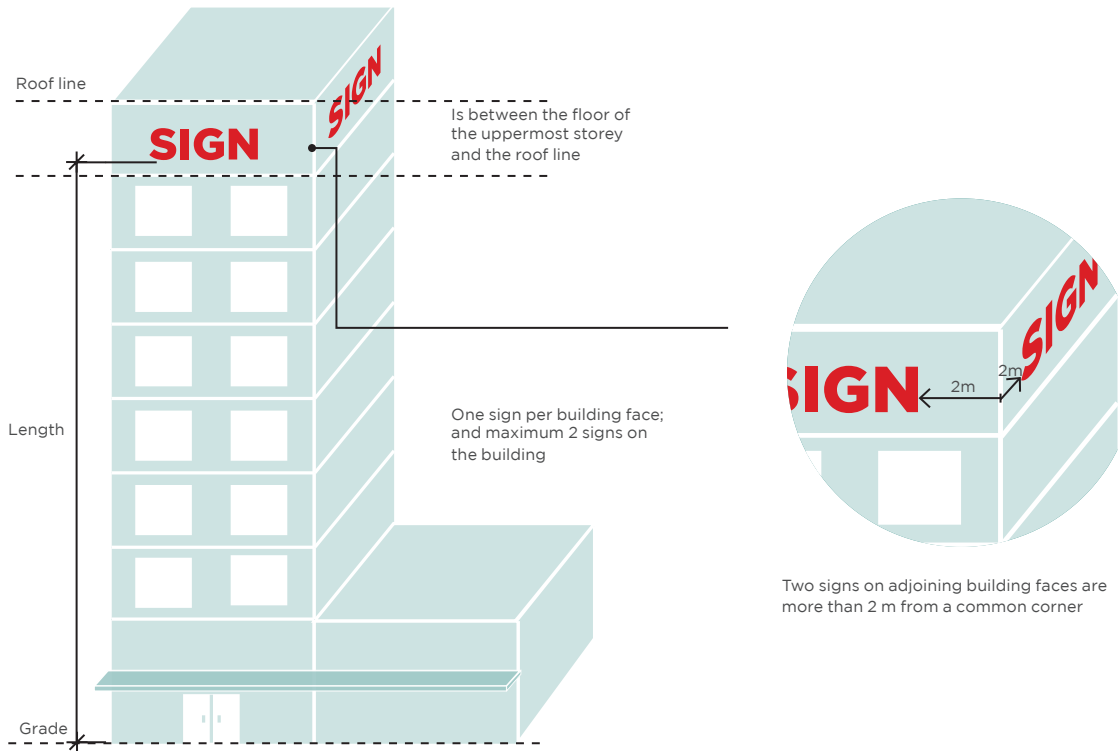 Roof line
SIGN
SIGN
Is between the floor of
the uppermost storey
and the roof line
Length
One sign per building face;
and maximum 2 signs on
the building
Grade
SIGN
SIGN
2m
2m
Two signs on adjoining building faces are
more than 2 m from a common corner